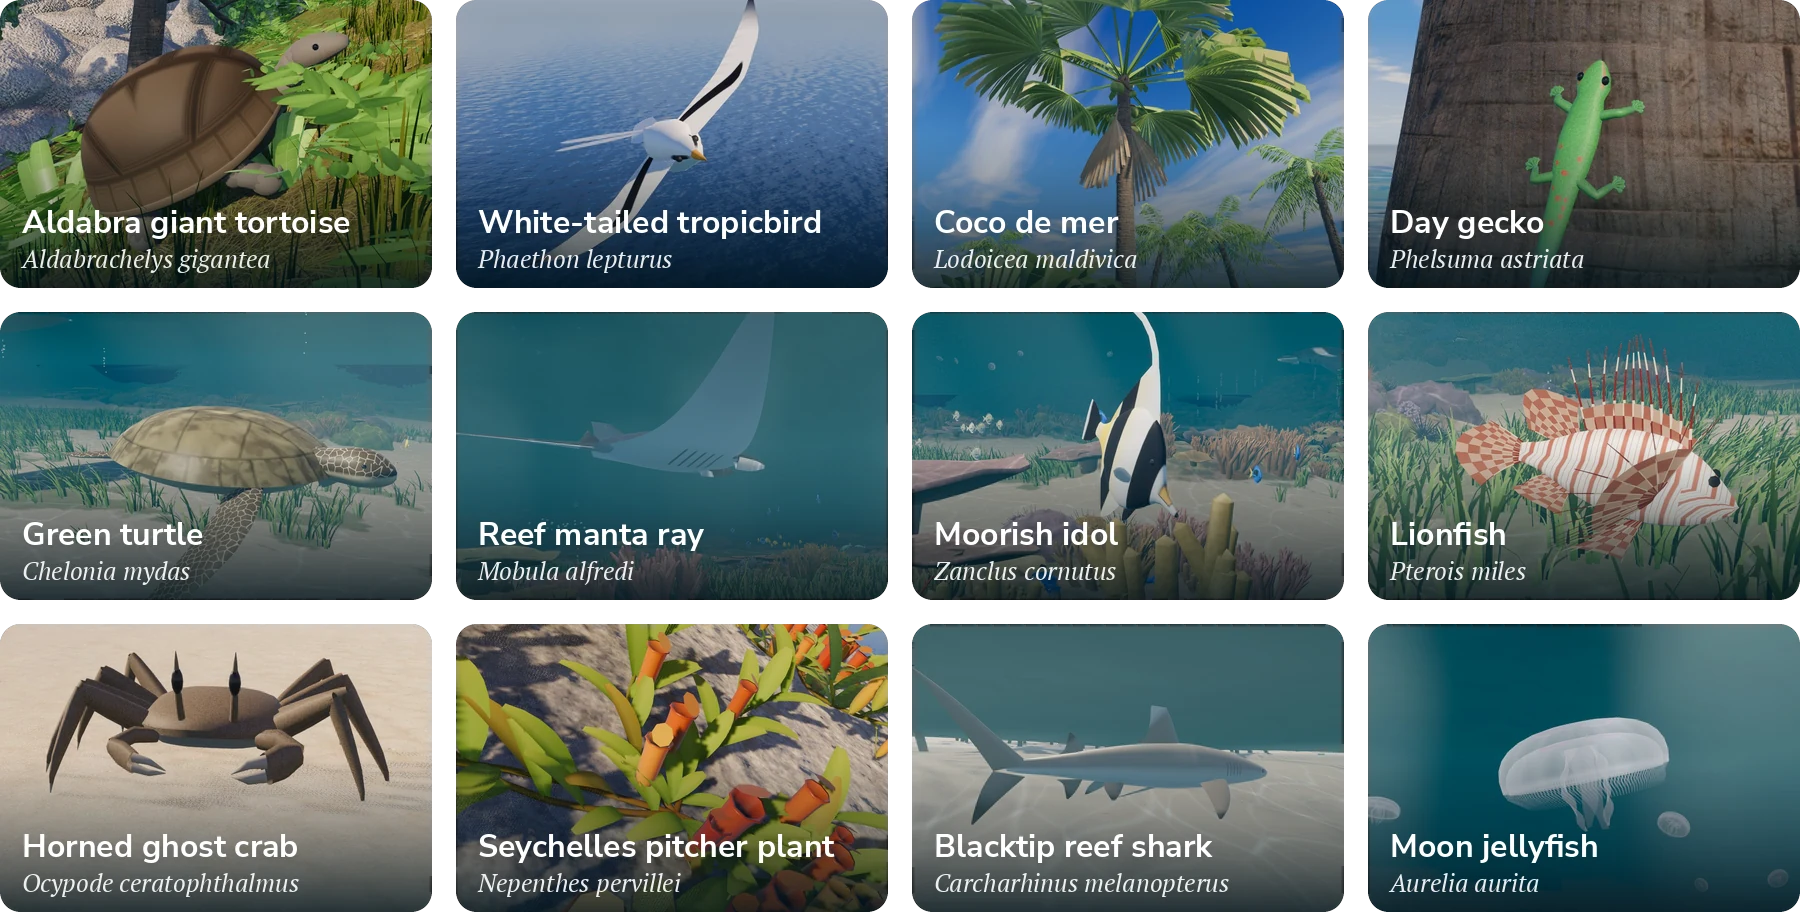 Aldabra giant tortoise
Aldabrachelys gigantea
White-tailed tropicbird
Phaethon lepturus
Coco de mer
Lodoicea maldivica
Day gecko
Phelsuma astriata
Green turtle
Chelonia mydas
Reef manta ray
Mobula alfredi
Moorish idol
Zanclus cornutus
Lionfish
Pterois miles
Horned ghost crab
Ocypode ceratophthalmus
Seychelles pitcher plant
Nepenthes pervillei
Blacktip reef shark
Carcharhinus melanopterus
Moon jellyfish
Aurelia aurita